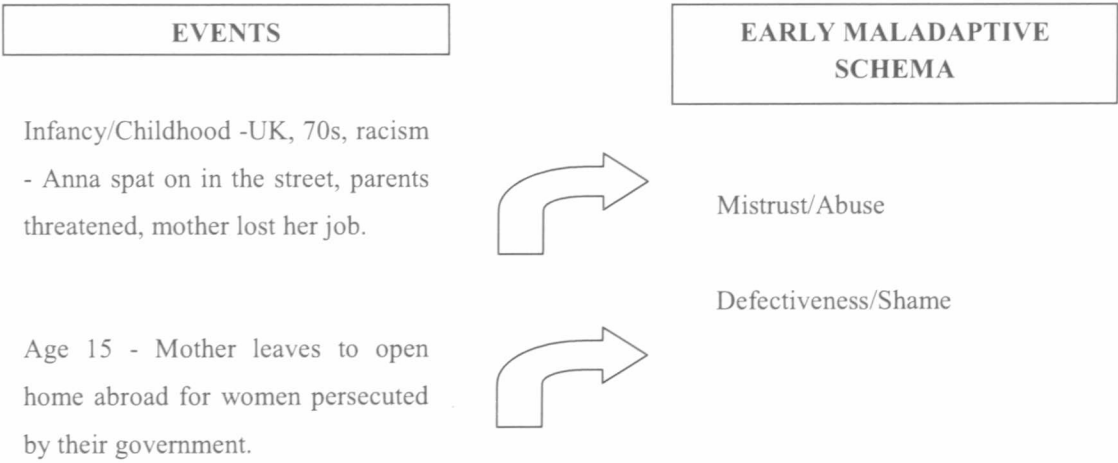 EVENTS
Infancy/Childhood -UK, 70s, racism
- Anna spat on in the street, parents
threatened, mother lost her job.
Age 15 - Mother leaves to open
home abroad for women persecuted
by their government.
EARLY MALADAPTIVE
SCHEMA
Mistrust/Abuse
Defectiveness/Shame